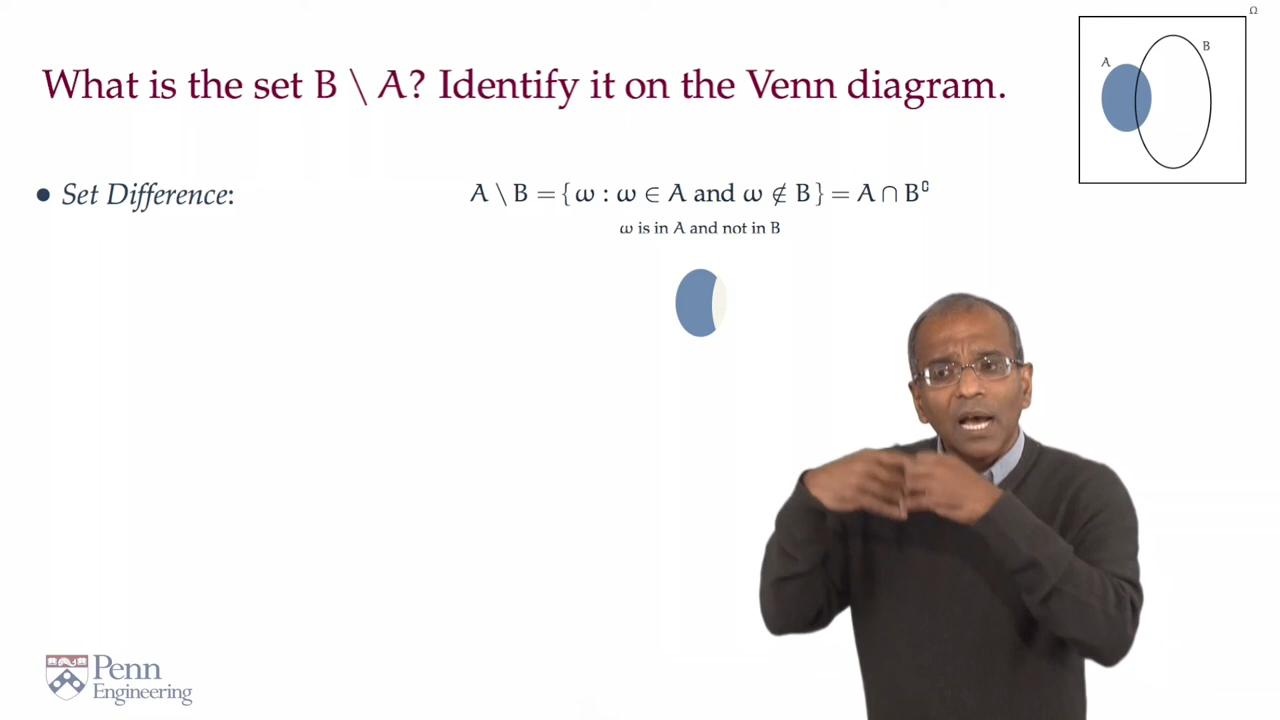 Ω
What is the set B \ A? Identify it on the Venn diagram.
A
B
• Set Difference:
A \ B = { ω : ω ∈ A and ω ∉ B } = A ∩ B∁
ω is in A and not in B
Penn
Engineering